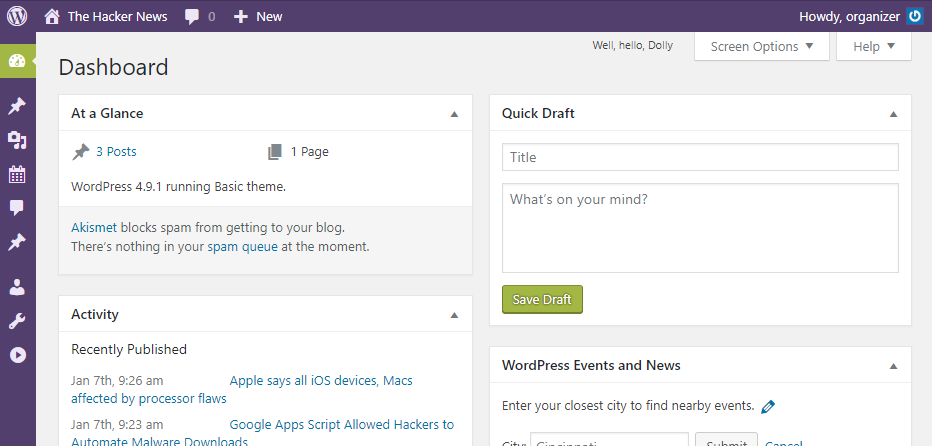 The Hacker News 0 New Howdy, organizer
Well, hello, Dolly Screen Options Help
Dashboard
At a Glance
3 Posts 1 Page
WordPress 4.9.1 running Basic theme.
Akismet blocks spam from getting to your blog.
There's nothing in your spam queue at the moment.
Activity
Recently Published
Jan 7th, 9:26 am Apple says all iOS devices, Macs
affected by processor flaws
Jan 7th, 9:23 am Google Apps Script Allowed Hackers to
Automate Malware Downloads
Quick Draft
Title
What's on your mind?
Save Draft
WordPress Events and News
Enter your closest city to find nearby events.
City: Cincinnati Submit Cancel